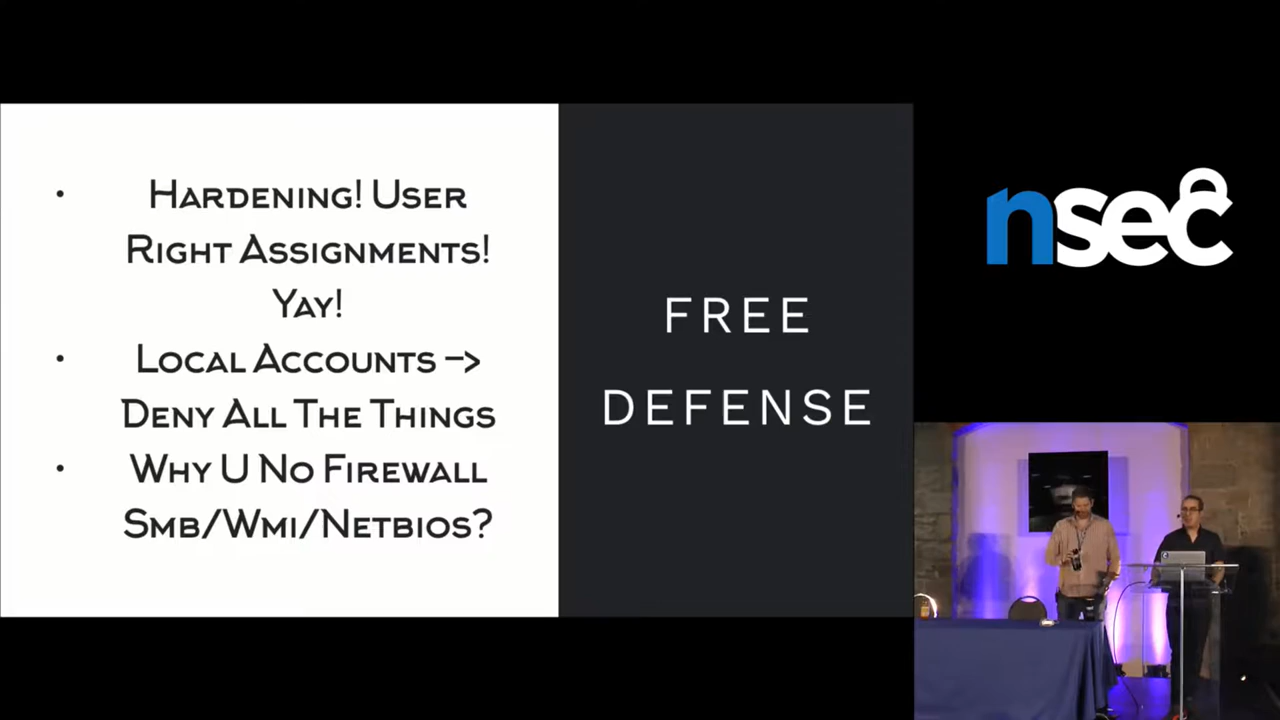 • Hardening! User
Right Assignments!
Yay!
• Local Accounts ->
Deny All The Things
• Why U No Firewall
Smb/Wmi/Netbios?
FREE
DEFENSE
nsec